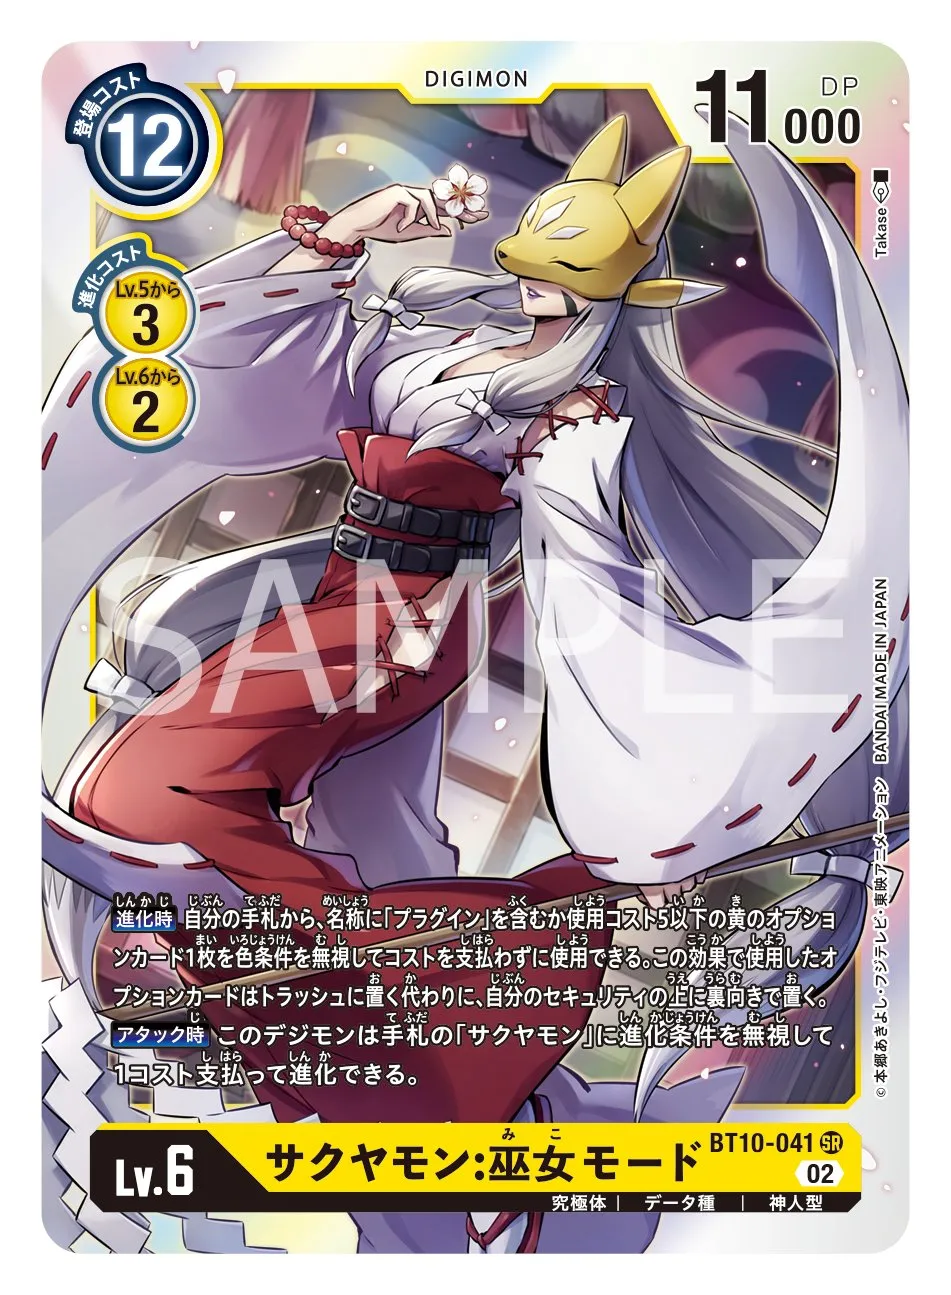 DIGIMON
登場コスト
12
11000
DP
Takase
進化コスト
Lv.5から
3
Lv.6から
2
SAMPLE
進化時 自分の手札から、名称に「プラグイン」を含むか使用コスト5以下の黄のオプショ
ンカード1枚を色条件を無視してコストを支払わずに使用できる。この効果で使用したオ
プションカードはトラッシュに置く代わりに、自分のセキュリティの上に裏向きで置く。
アタック時 このデジモンは手札の「サクヤモン」に進化条件を無視して
1コスト支払って進化できる。
©本郷あきよし・フジテレビ・東映アニメーション BANDAI MADE IN JAPAN
Lv.6
サクヤモン:巫女モード
みこ
BT10-041 SR
02
究極体 | データ種 | 神人型